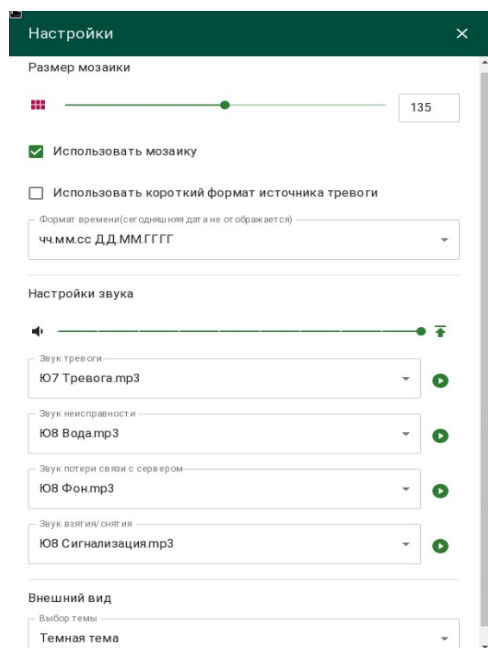 Настройки
Размер мозаики
135
Использовать мозаику
Использовать короткий формат источника тревоги
Формат времени(сегодняшняя дата не отображается)
чч.мм.сс ДД.ММ.ГГГГ
Настройки звука
Звук тревоги
Ю7 Тревога.mp3
Звук неисправности
Ю8 Вода.mp3
Звук потери связи с сервером
Ю8 Фон.mp3
Звук взятия/снятия
Ю8 Сигнализация.mp3
Внешний вид
Выбор темы
Темная тема